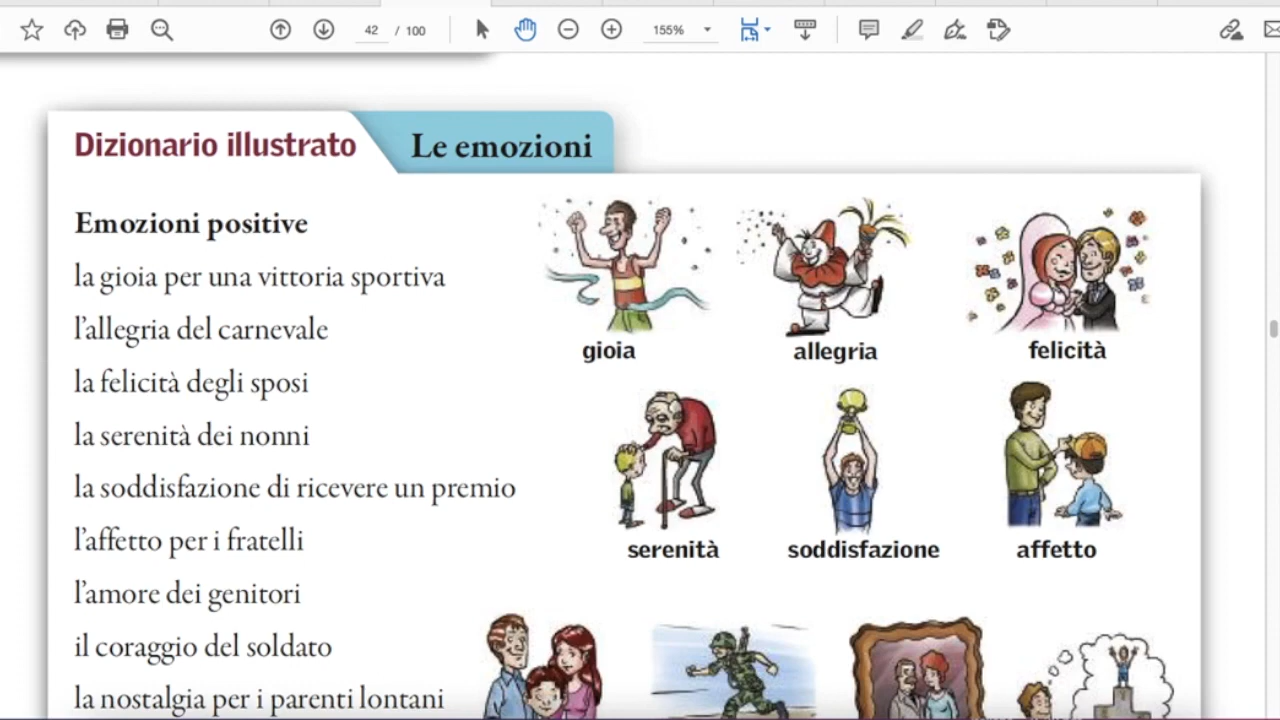 42 / 100
155%
Dizionario illustrato
Le emozioni
Emozioni positive
la gioia per una vittoria sportiva
l'allegria del carnevale
la felicità degli sposi
la serenità dei nonni
la soddisfazione di ricevere un premio
l'affetto per i fratelli
l'amore dei genitori
il coraggio del soldato
la nostalgia per i parenti lontani
gioia
allegria
felicità
serenità
soddisfazione
affetto